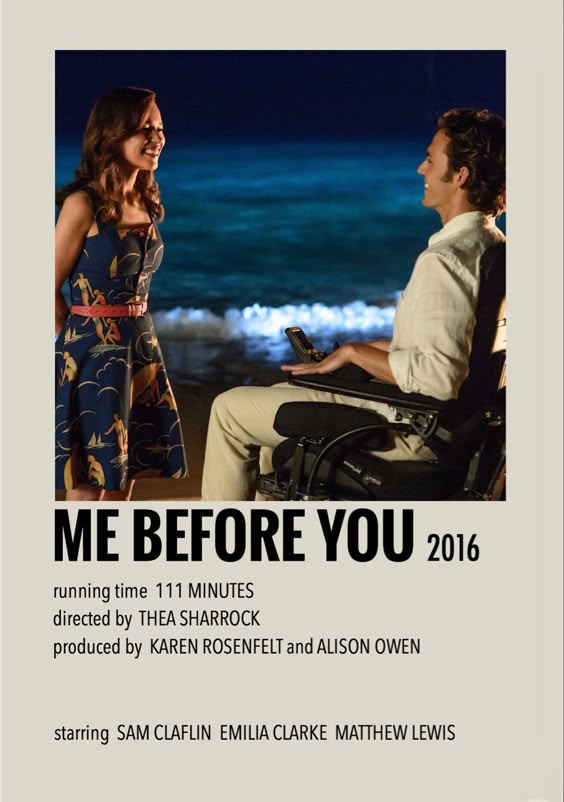 ME BEFORE YOU 2016
running time 111 MINUTES
directed by THEA SHARROCK
produced by KAREN ROSENFELT and ALISON OWEN
starring SAM CLAFLIN EMILIA CLARKE MATTHEW LEWIS